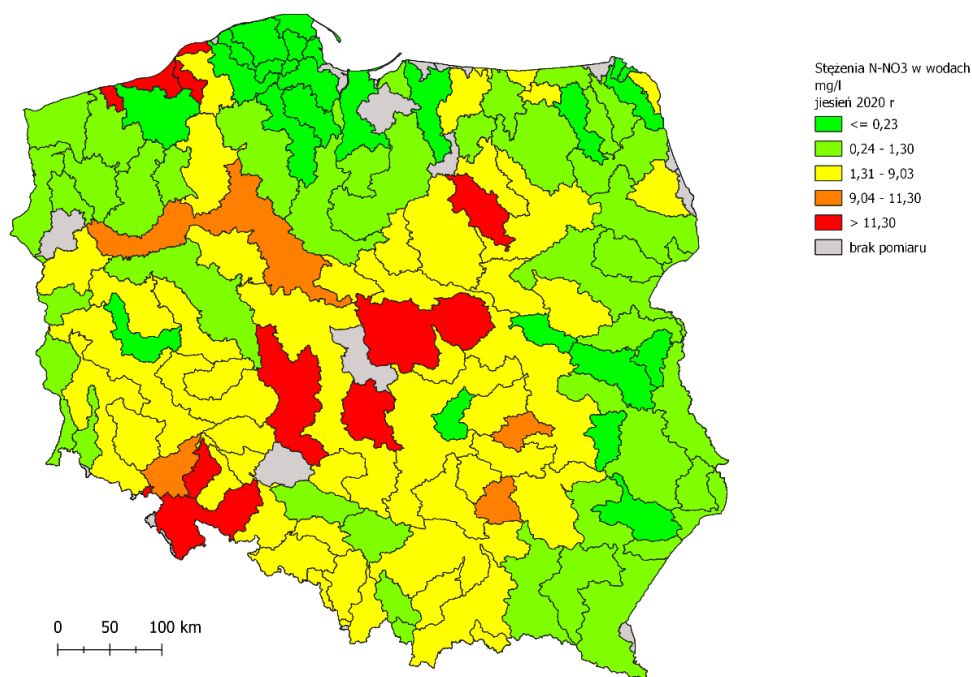 Stężenia N-NO3 w wodach
mg/l
jiesień 2020 r
<= 0,23
0,24 - 1,30
1,31 - 9,03
9,04 - 11,30
> 11,30
brak pomiaru
0 50 100 km